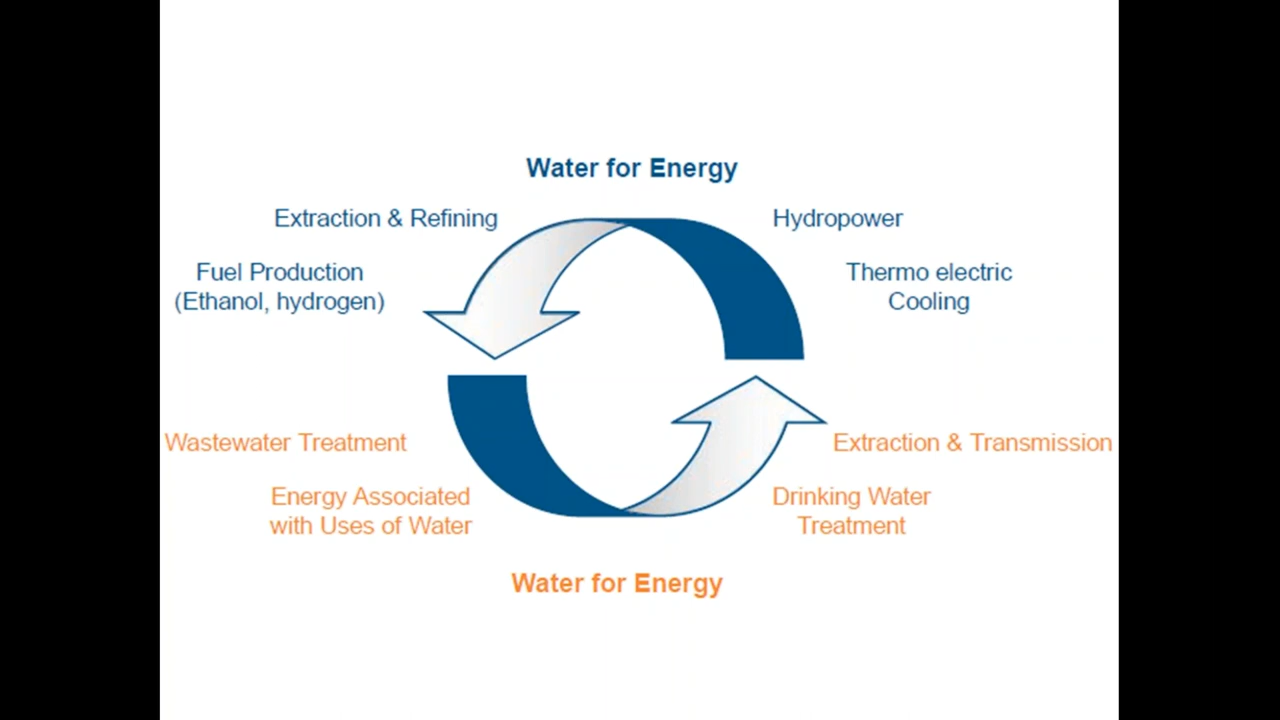 Water for Energy
Extraction & Refining
Hydropower
Fuel Production
(Ethanol, hydrogen)
Thermo electric
Cooling
Wastewater Treatment
Extraction & Transmission
Energy Associated
with Uses of Water
Drinking Water
Treatment
Water for Energy